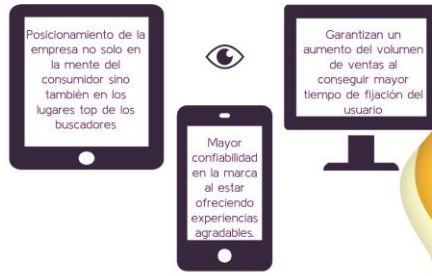 Posicionamiento de la
empresa no solo en
la mente del
consumidor sino
también en los
lugares top de los
buscadores
Mayor
confiabilidad
en la marca
al estar
ofreciendo
experiencias
agradables.
Garantizan un
aumento del volumen
de ventas al
conseguir mayor
tiempo de fijación del
usuario